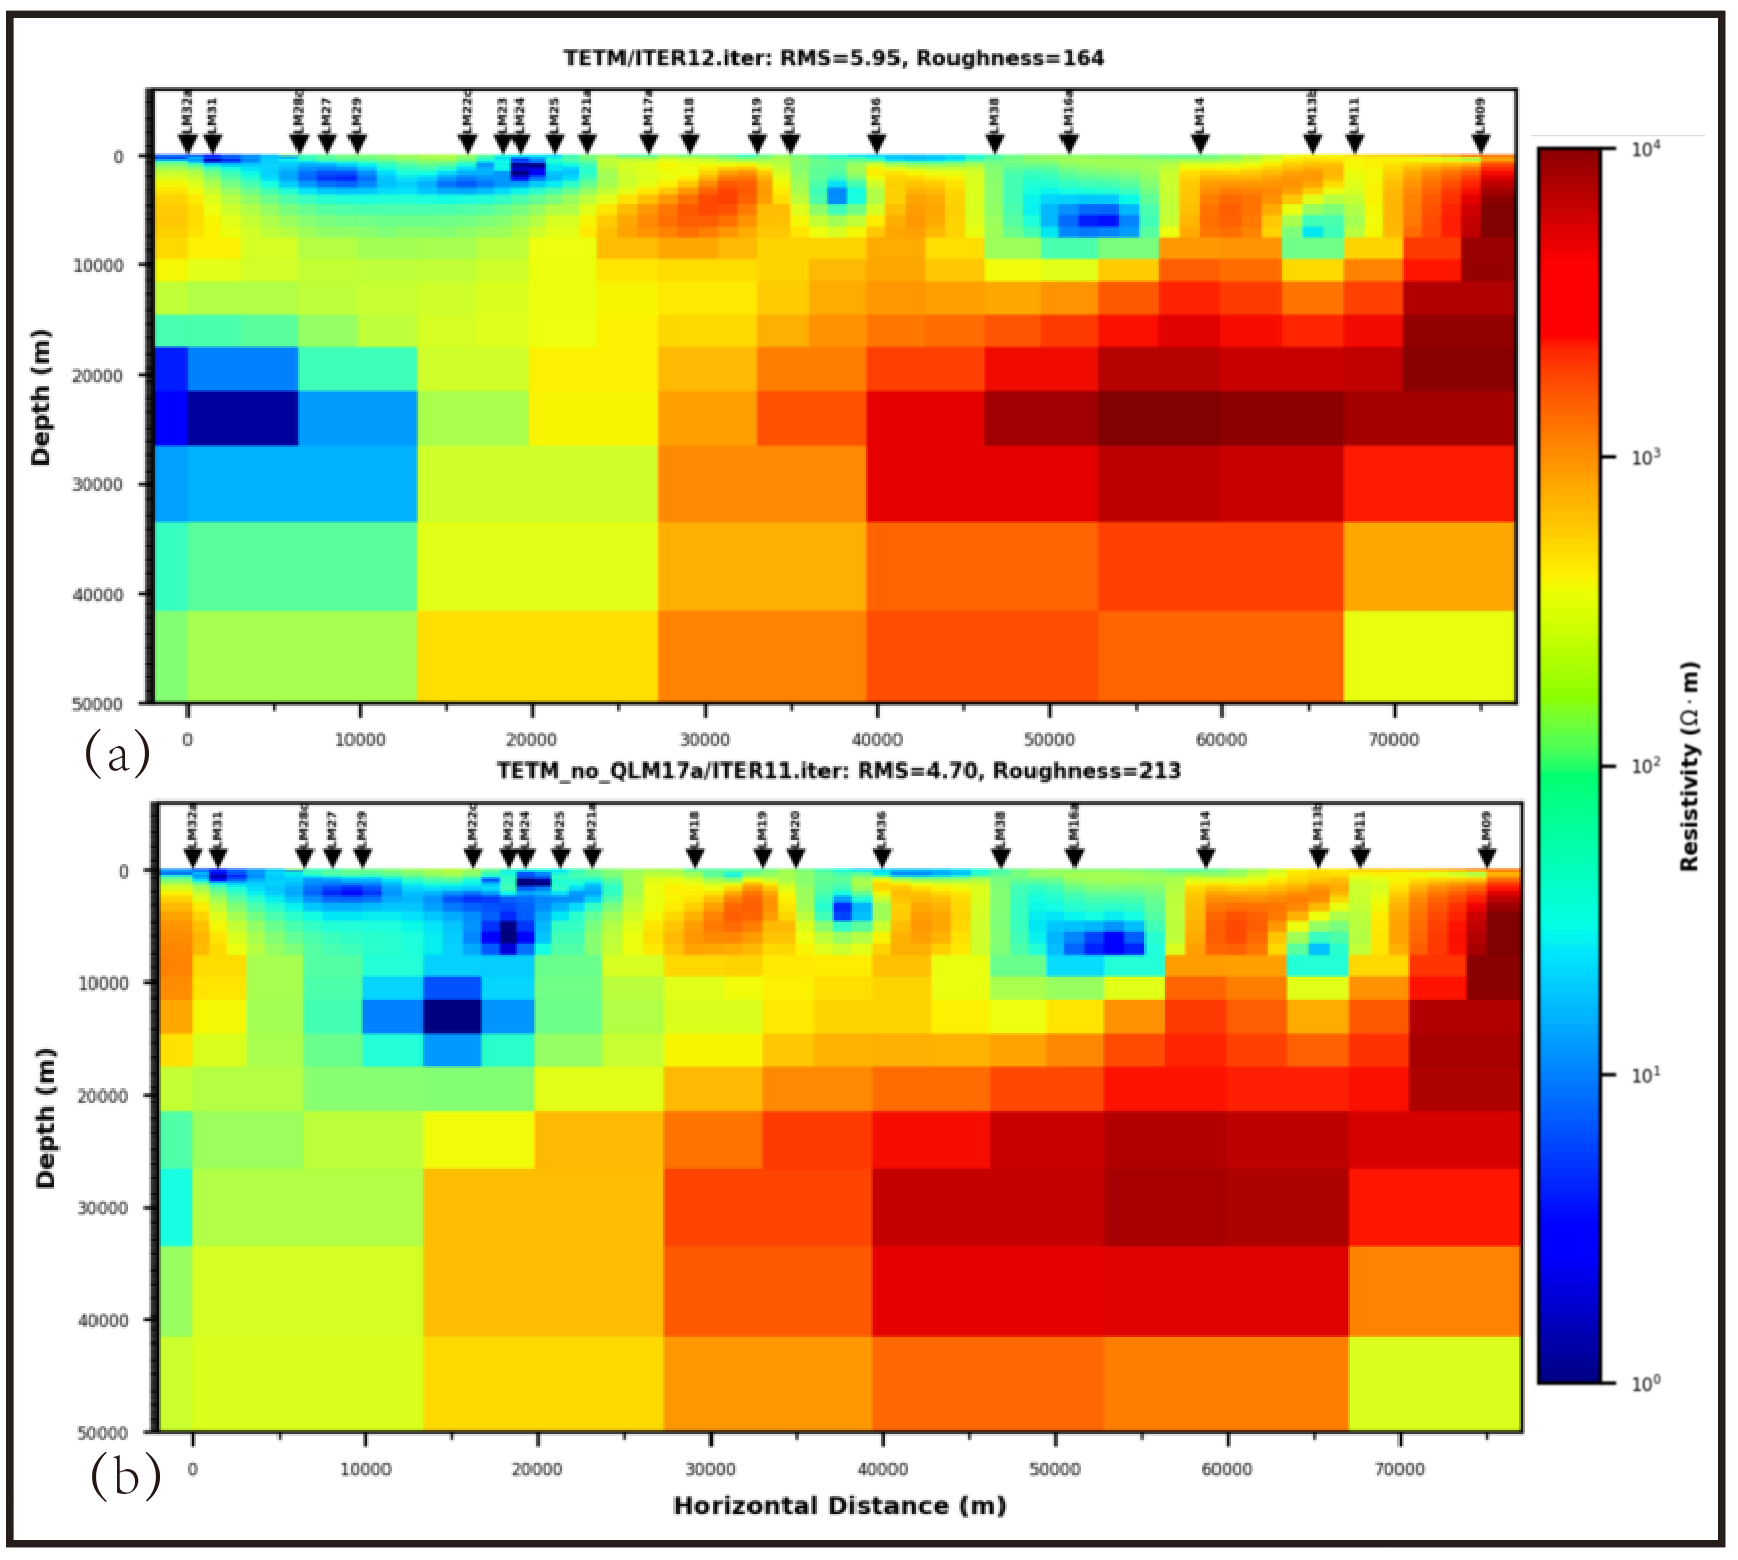 TETM/ITER12.iter: RMS=5.95, Roughness=164
LM32a LM31 LM28c LM27 LM29 LM22c LM23 LM24 LM25 LM21a LM17a LM18 LM19 LM20 LM36 LM38 LM16a LM14 LM13b LM11 LM09
0
10000
20000
30000
40000
50000
Depth (m)
0 10000 20000 30000 40000 50000 60000 70000
(a)
TETM_no_QLM17a/ITER11.iter: RMS=4.70, Roughness=213
LM32a LM31 LM28c LM27 LM29 LM22c LM23 LM24 LM25 LM21a LM18 LM19 LM20 LM36 LM38 LM16a LM14 LM13b LM11 LM09
0
10000
20000
30000
40000
50000
Depth (m)
0 10000 20000 30000 40000 50000 60000 70000
(b)
Horizontal Distance (m)
10⁴
10³
10²
10¹
10⁰
Resistivity (Ω · m)